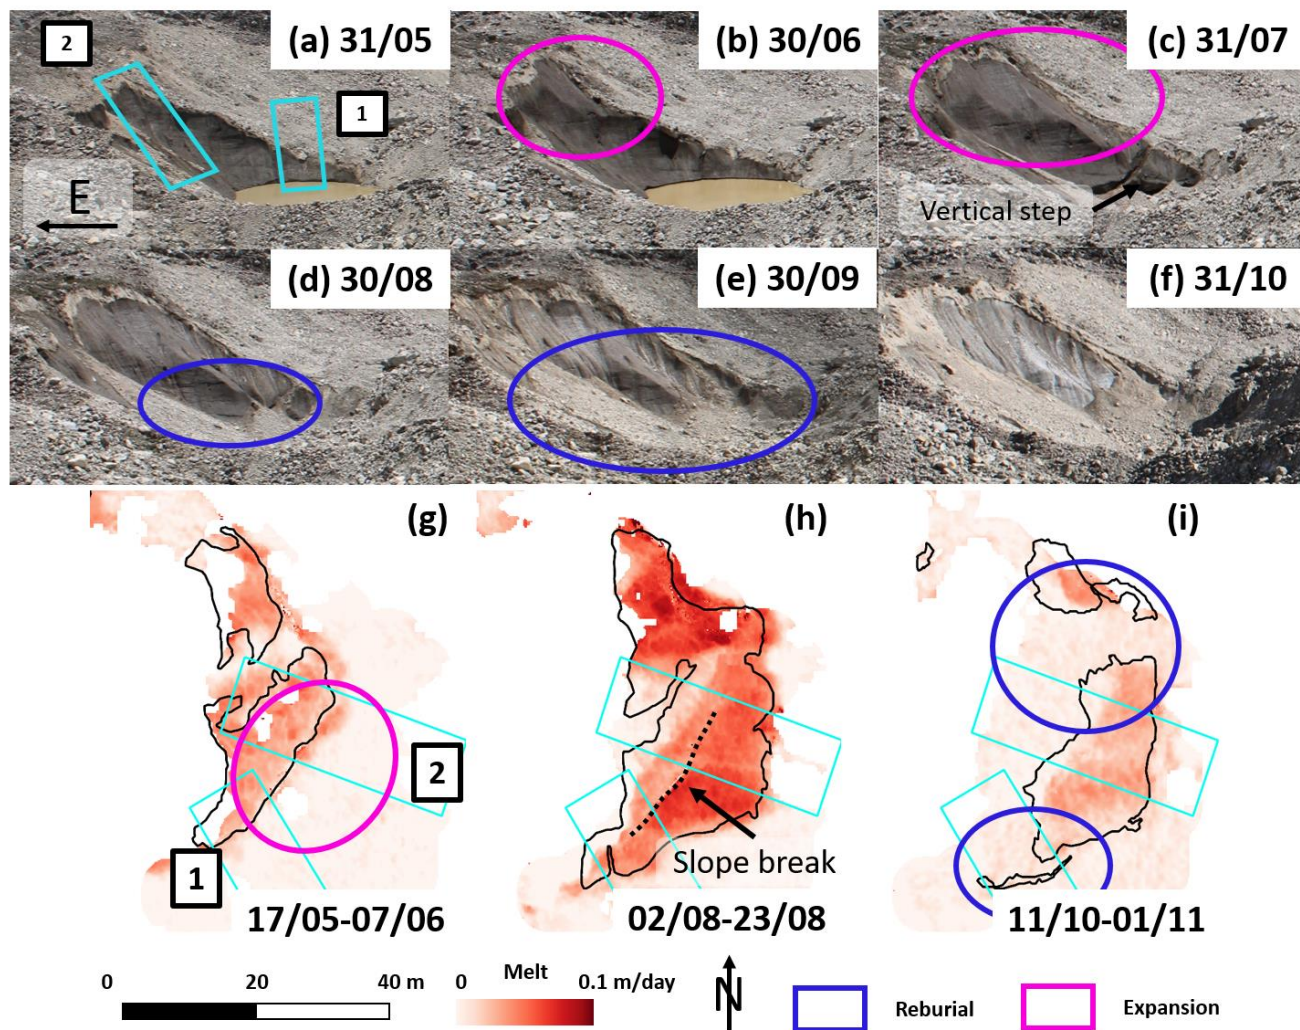 2
(a) 31/05
(b) 30/06
(c) 31/07
1
E
Vertical step
(d) 30/08
(e) 30/09
(f) 31/10
(g)
(h)
(i)
2
1
Slope break
17/05-07/06
02/08-23/08
11/10-01/11
0 20 40 m
Melt
0 0.1 m/day
N
Reburial
Expansion